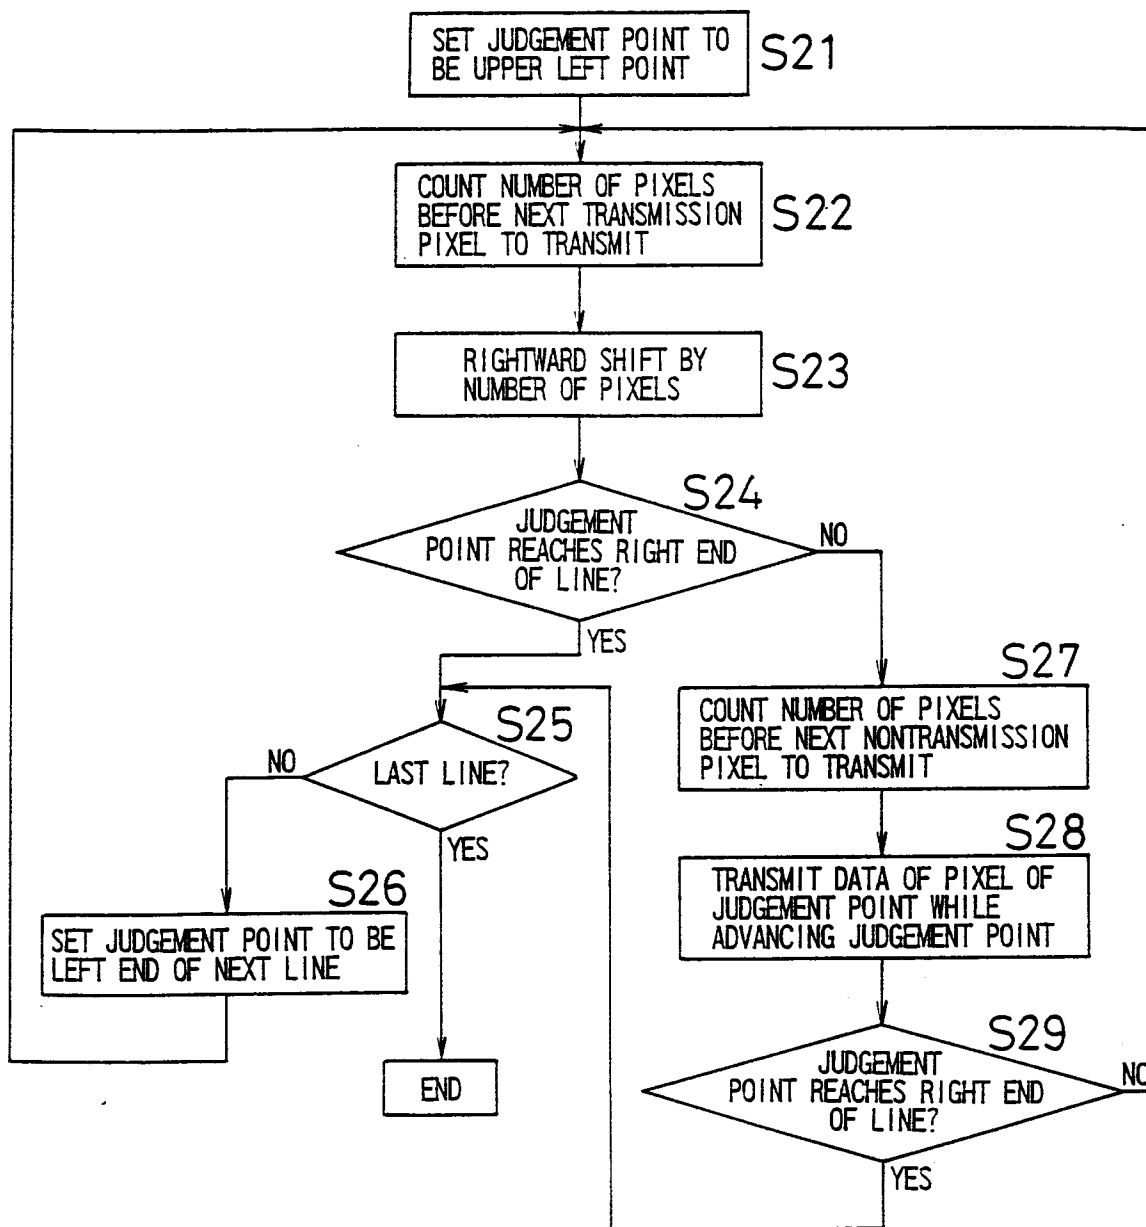 SET JUDGEMENT POINT TO
BE UPPER LEFT POINT
S21
COUNT NUMBER OF PIXELS
BEFORE NEXT TRANSMISSION
PIXEL TO TRANSMIT
S22
RIGHTWARD SHIFT BY
NUMBER OF PIXELS
S23
S24
JUDGEMENT
POINT REACHES RIGHT END
OF LINE?
NO
YES
S25
LAST LINE?
NO
YES
S26
SET JUDGEMENT POINT TO BE
LEFT END OF NEXT LINE
END
S27
COUNT NUMBER OF PIXELS
BEFORE NEXT NONTRANSMISSION
PIXEL TO TRANSMIT
S28
TRANSMIT DATA OF PIXEL OF
JUDGEMENT POINT WHILE
ADVANCING JUDGEMENT POINT
S29
JUDGEMENT
POINT REACHES RIGHT END
OF LINE?
NO
YES